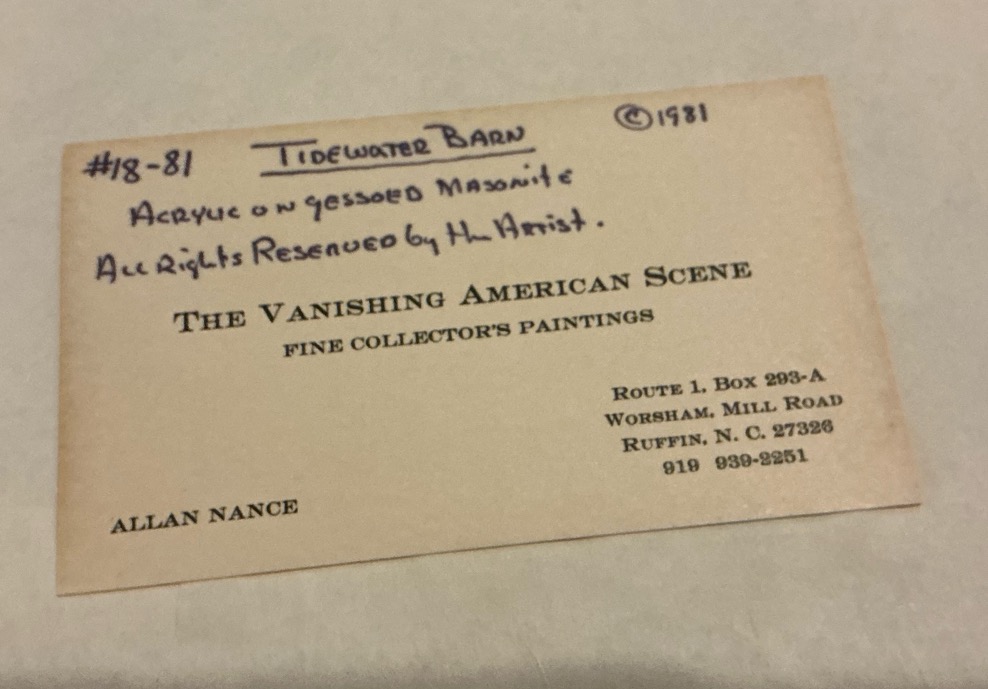 #18-81 TIDEWATER BARN ©1981
ACRYLIC ON GESSOED MASONITE
ALL RIGHTS RESERVED by the ARTIST.
THE VANISHING AMERICAN SCENE
FINE COLLECTOR'S PAINTINGS
ROUTE 1, BOX 293-A
WORSHAM, MILL ROAD
RUFFIN, N. C. 27326
919 939-2251
ALLAN NANCE